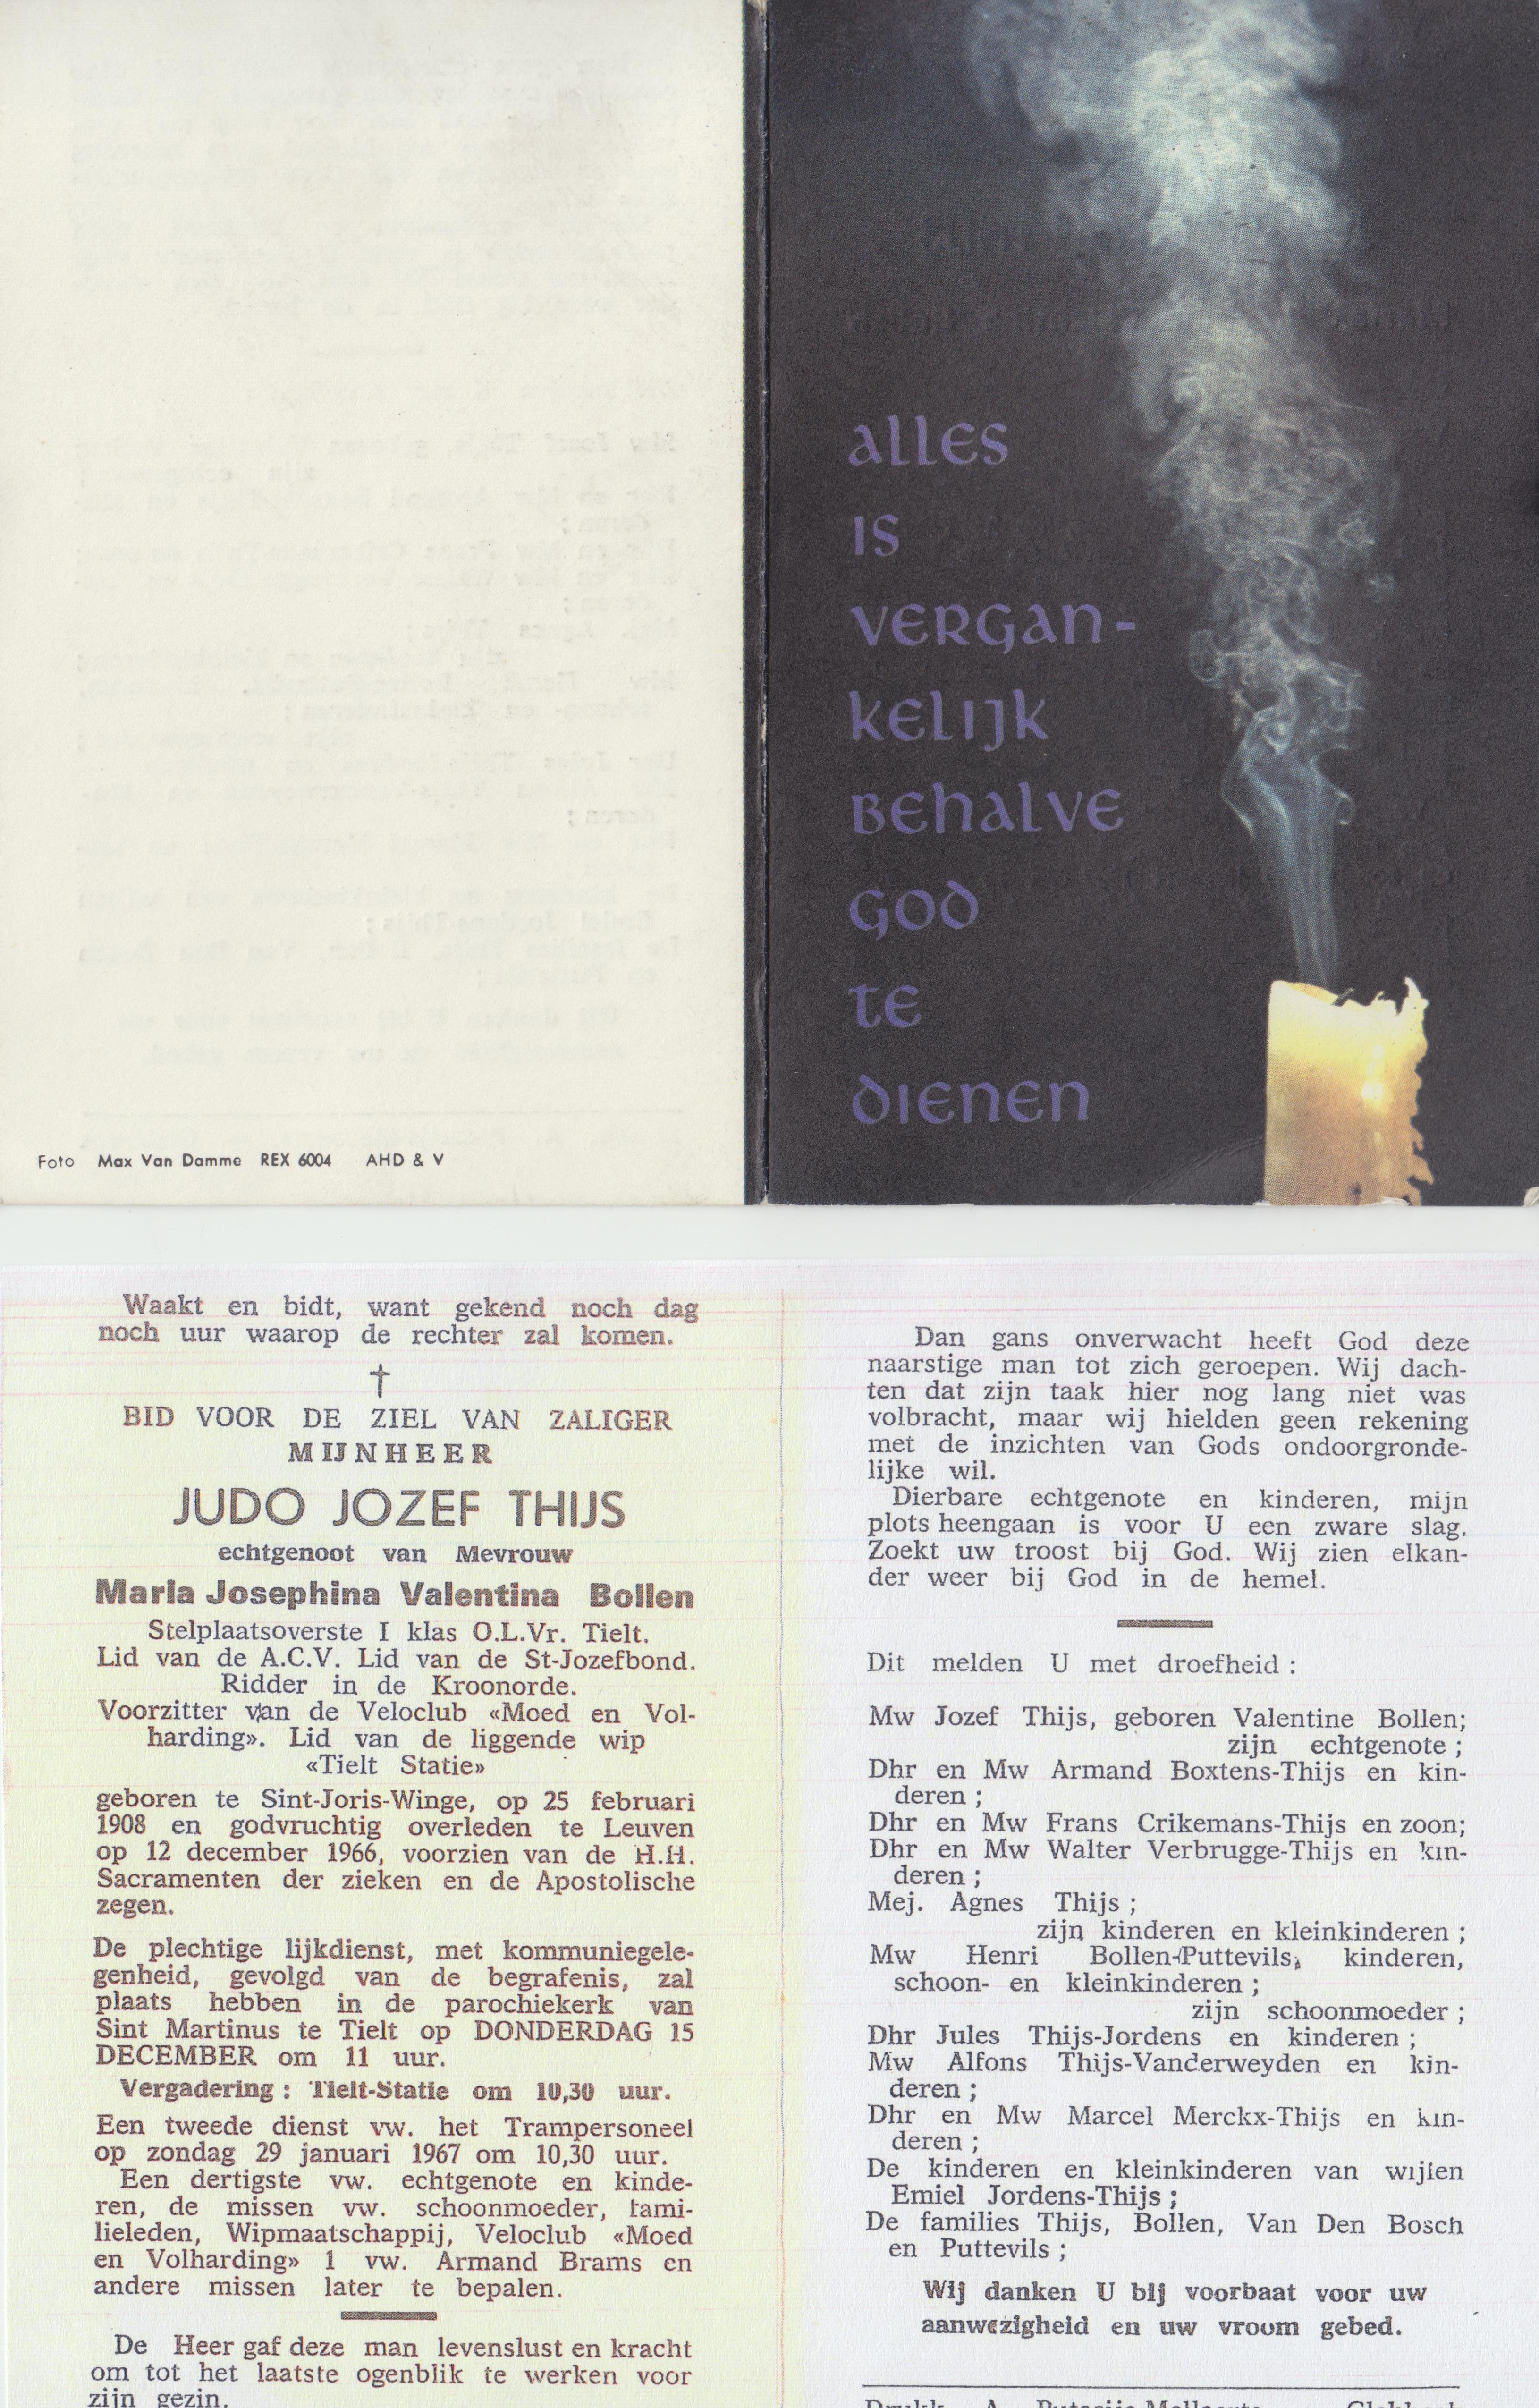 alles
is
vergan-
kelijk
behalve
god
te
dienen
Foto Max Van Damme REX 6004 AHD & V
Waakt en bidt, want gekend noch dag
noch uur waarop de rechter zal komen.
†
BID VOOR DE ZIEL VAN ZALIGER
MIJNHEER
JUDO JOZEF THIJS
echtgenoot van Mevrouw
Maria Josephina Valentina Bollen
Stelplaatsoverste I klas O.L.Vr. Tielt.
Lid van de A.C.V. Lid van de St-Jozefbond.
Ridder in de Kroonorde.
Voorzitter van de Veloclub «Moed en Vol-
harding». Lid van de liggende wip
«Tielt Statie»
geboren te Sint-Joris-Winge, op 25 februari
1908 en godvruchtig overleden te Leuven
op 12 december 1966, voorzien van de H.H.
Sacramenten der zieken en de Apostolische
zegen.
De plechtige lijkdienst, met kommuniegele-
genheid, gevolgd van de begrafenis, zal
plaats hebben in de parochiekerk van
Sint Martinus te Tielt op DONDERDAG 15
DECEMBER om 11 uur.
Vergadering : Tielt-Statie om 10,30 uur.
Een tweede dienst vw. het Trampersoneel
op zondag 29 januari 1967 om 10,30 uur.
Een dertigste vw. echtgenote en kinde-
ren, de missen vw. schoonmoeder, fami-
lieleden, Wipmaatschappij, Veloclub «Moed
en Volharding» 1 vw. Armand Brams en
andere missen later te bepalen.
De Heer gaf deze man levenslust en kracht
om tot het laatste ogenblik te werken voor
zijn gezin.
Dan gans onverwacht heeft God deze
naarstige man tot zich geroepen. Wij dach-
ten dat zijn taak hier nog lang niet was
volbracht, maar wij hielden geen rekening
met de inzichten van Gods ondoorgronde-
lijke wil.
Dierbare echtgenote en kinderen, mijn
plots heengaan is voor U een zware slag.
Zoekt uw troost bij God. Wij zien elkan-
der weer bij God in de hemel.
Dit melden U met droefheid :
Mw Jozef Thijs, geboren Valentine Bollen;
zijn echtgenote ;
Dhr en Mw Armand Boxtens-Thijs en kin-
deren ;
Dhr en Mw Frans Crikemans-Thijs en zoon;
Dhr en Mw Walter Verbrugge-Thijs en kin-
deren ;
Mej. Agnes Thijs ;
zijn kinderen en kleinkinderen ;
Mw Henri Bollen-Puttevils, kinderen,
schoon- en kleinkinderen ;
zijn schoonmoeder ;
Dhr Jules Thijs-Jordens en kinderen ;
Mw Alfons Thijs-Vanderweyden en kin-
deren ;
Dhr en Mw Marcel Merckx-Thijs en kin-
deren ;
De kinderen en kleinkinderen van wijlen
Emiel Jordens-Thijs ;
De families Thijs, Bollen, Van Den Bosch
en Puttevils ;
Wij danken U bij voorbaat voor uw
aanwezigheid en uw vroom gebed.